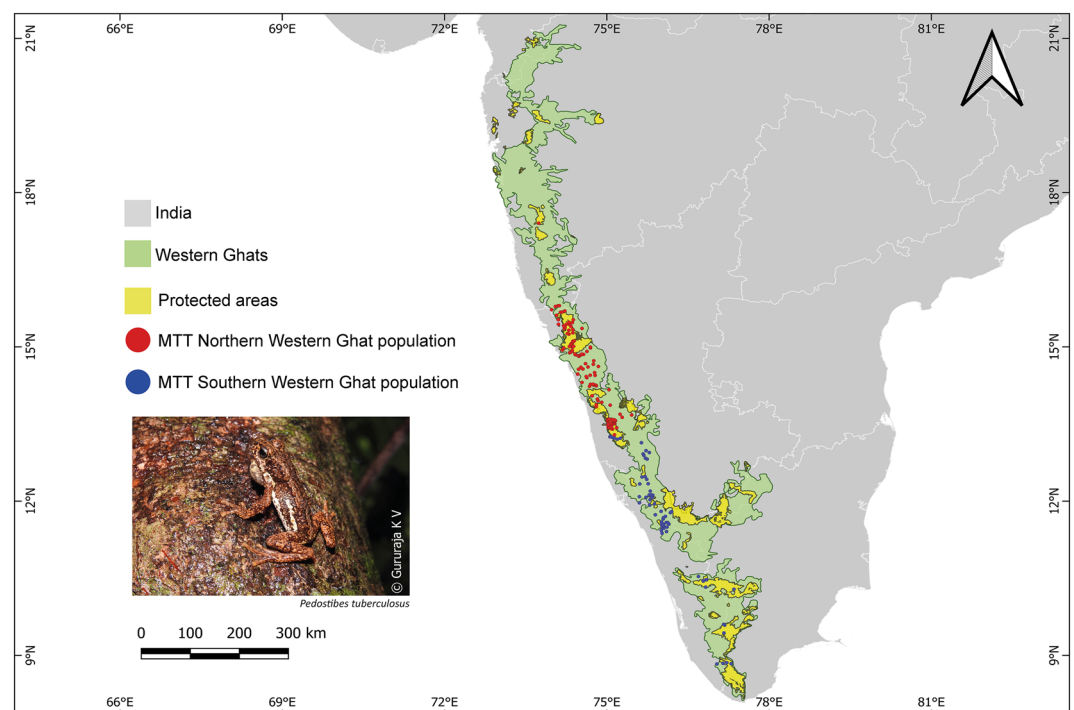 66°E 69°E 72°E 75°E 78°E 81°E
21°N 21°N
18°N 18°N
India
Western Ghats
Protected areas
MTT Northern Western Ghat population
15°N 15°N
MTT Southern Western Ghat population
12°N 12°N
© Gururaja K V
Pedostibes tuberculosus
0 100 200 300 km
9°N 9°N
66°E 69°E 72°E 75°E 78°E 81°E